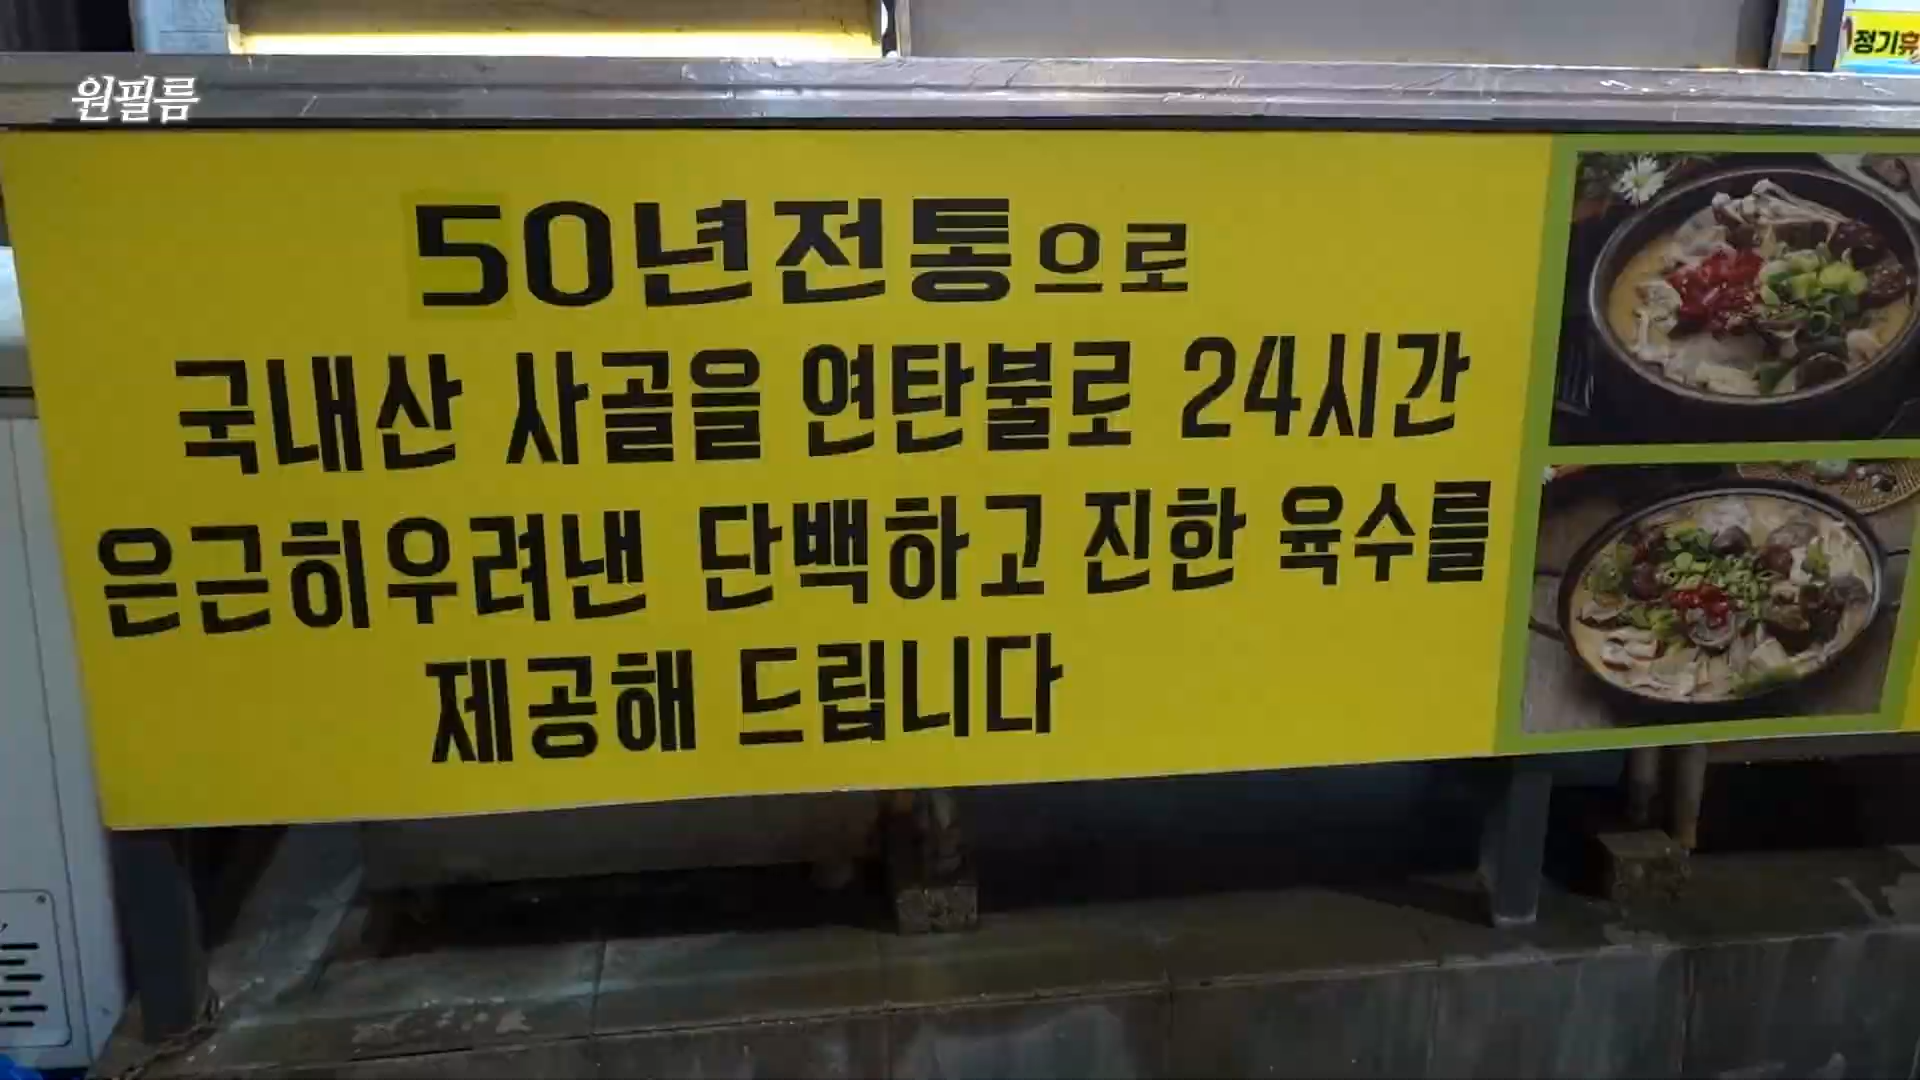 원필름
정기휴
50년전통으로
국내산 사골을 연탄불로 24시간
은근히우려낸 단백하고 진한 육수를
제공해 드립니다